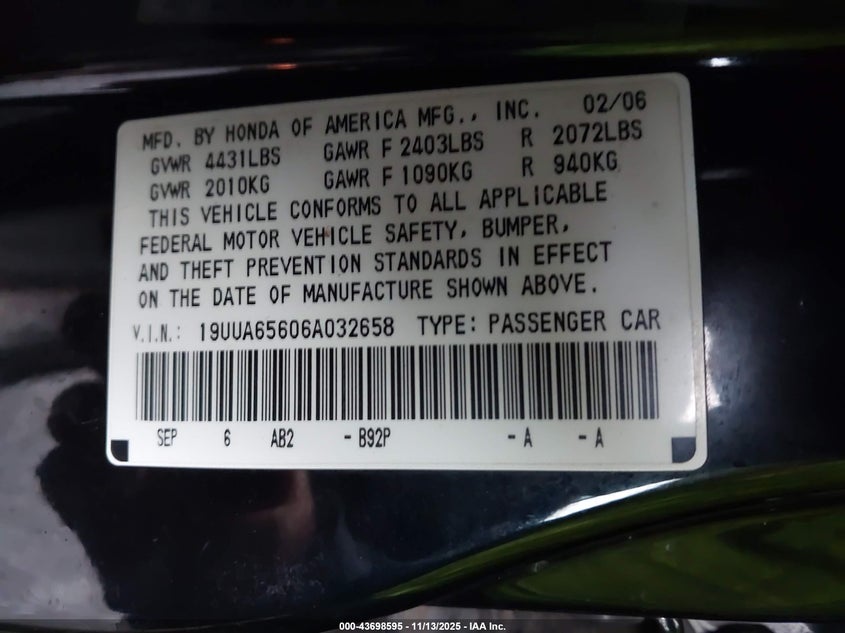 MFD. BY HONDA OF AMERICA MFG., INC. 02/06
GVWR 4431LBS GAWR F 2403LBS R 2072LBS
GVWR 2010KG GAWR F 1090KG R 940KG
THIS VEHICLE CONFORMS TO ALL APPLICABLE
FEDERAL MOTOR VEHICLE SAFETY, BUMPER,
AND THEFT PREVENTION STANDARDS IN EFFECT
ON THE DATE OF MANUFACTURE SHOWN ABOVE.
V.I.N.: 19UUA65606A032658 TYPE: PASSENGER CAR
SEP 6 AB2 - B92P - A - A
000-43698595 - 11/13/2025 - IAA Inc.